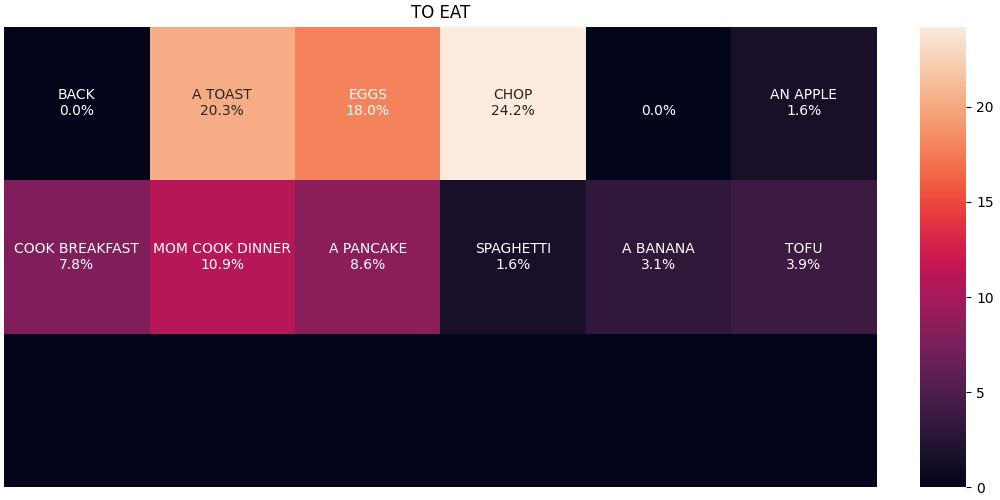 TO EAT
BACK
0.0%
A TOAST
20.3%
EGGS
18.0%
CHOP
24.2%
0.0%
AN APPLE
1.6%
COOK BREAKFAST
7.8%
MOM COOK DINNER
10.9%
A PANCAKE
8.6%
SPAGHETTI
1.6%
A BANANA
3.1%
TOFU
3.9%
20
15
10
5
0